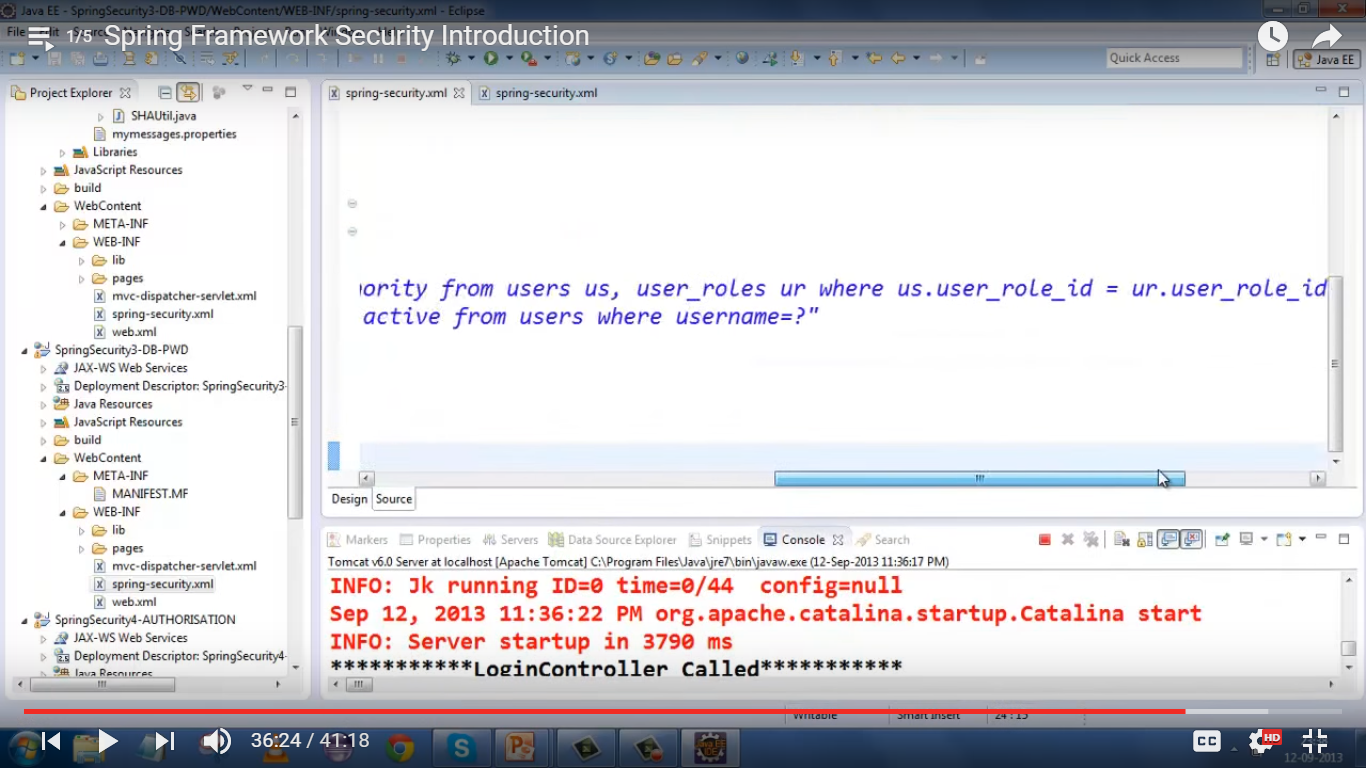 Java EE - SpringSecurity3-DB-PWD/WebContent/WEB-INF/spring-security.xml - Eclipse
1/5 Spring Framework Security Introduction
Quick Access
Java EE
Project Explorer
spring-security.xml
spring-security.xml
SHAUtil.java
mymessages.properties
Libraries
JavaScript Resources
build
WebContent
META-INF
WEB-INF
lib
pages
mvc-dispatcher-servlet.xml
spring-security.xml
web.xml
SpringSecurity3-DB-PWD
JAX-WS Web Services
Deployment Descriptor: SpringSecurity3-
Java Resources
JavaScript Resources
build
WebContent
META-INF
MANIFEST.MF
WEB-INF
lib
pages
mvc-dispatcher-servlet.xml
spring-security.xml
web.xml
SpringSecurity4-AUTHORISATION
JAX-WS Web Services
Deployment Descriptor: SpringSecurity4-
Java Resources
ority from users us, user_roles ur where us.user_role_id = ur.user_role_id
active from users where username=?"
Design Source
Markers Properties Servers Data Source Explorer Snippets Console Search
Tomcat v6.0 Server at localhost [Apache Tomcat] C:\Program Files\Java\jre7\bin\javaw.exe (12-Sep-2013 11:36:17 PM)
INFO: Jk running ID=0 time=0/44 config=null
Sep 12, 2013 11:36:22 PM org.apache.catalina.startup.Catalina start
INFO: Server startup in 3790 ms
***********LoginController Called***********
Writable Smart Insert 24 : 15
36:24 / 41:18
CC HD
12-09-2013